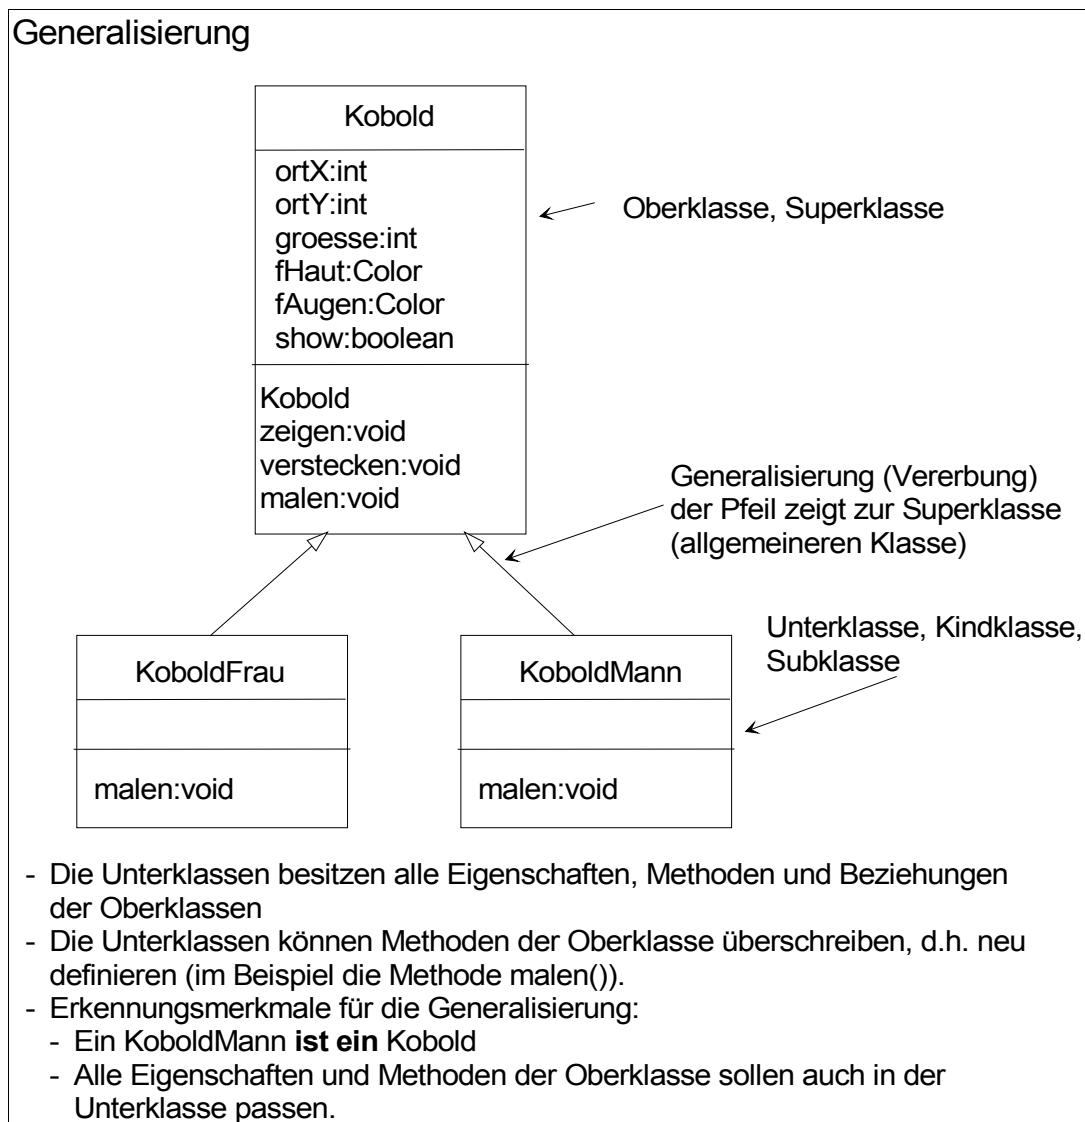 Generalisierung
Kobold
ortX:int
ortY:int
groesse:int
fHaut:Color
fAugen:Color
show:boolean
Oberklasse, Superklasse
Kobold
zeigen:void
verstecken:void
malen:void
Generalisierung (Vererbung)
der Pfeil zeigt zur Superklasse
(allgemeineren Klasse)
Unterklasse, Kindklasse,
Subklasse
KoboldFrau
malen:void
KoboldMann
malen:void
- Die Unterklassen besitzen alle Eigenschaften, Methoden und Beziehungen
der Oberklassen
- Die Unterklassen können Methoden der Oberklasse überschreiben, d.h. neu
definieren (im Beispiel die Methode malen()).
- Erkennungsmerkmale für die Generalisierung:
- Ein KoboldMann ist ein Kobold
- Alle Eigenschaften und Methoden der Oberklasse sollen auch in der
Unterklasse passen.